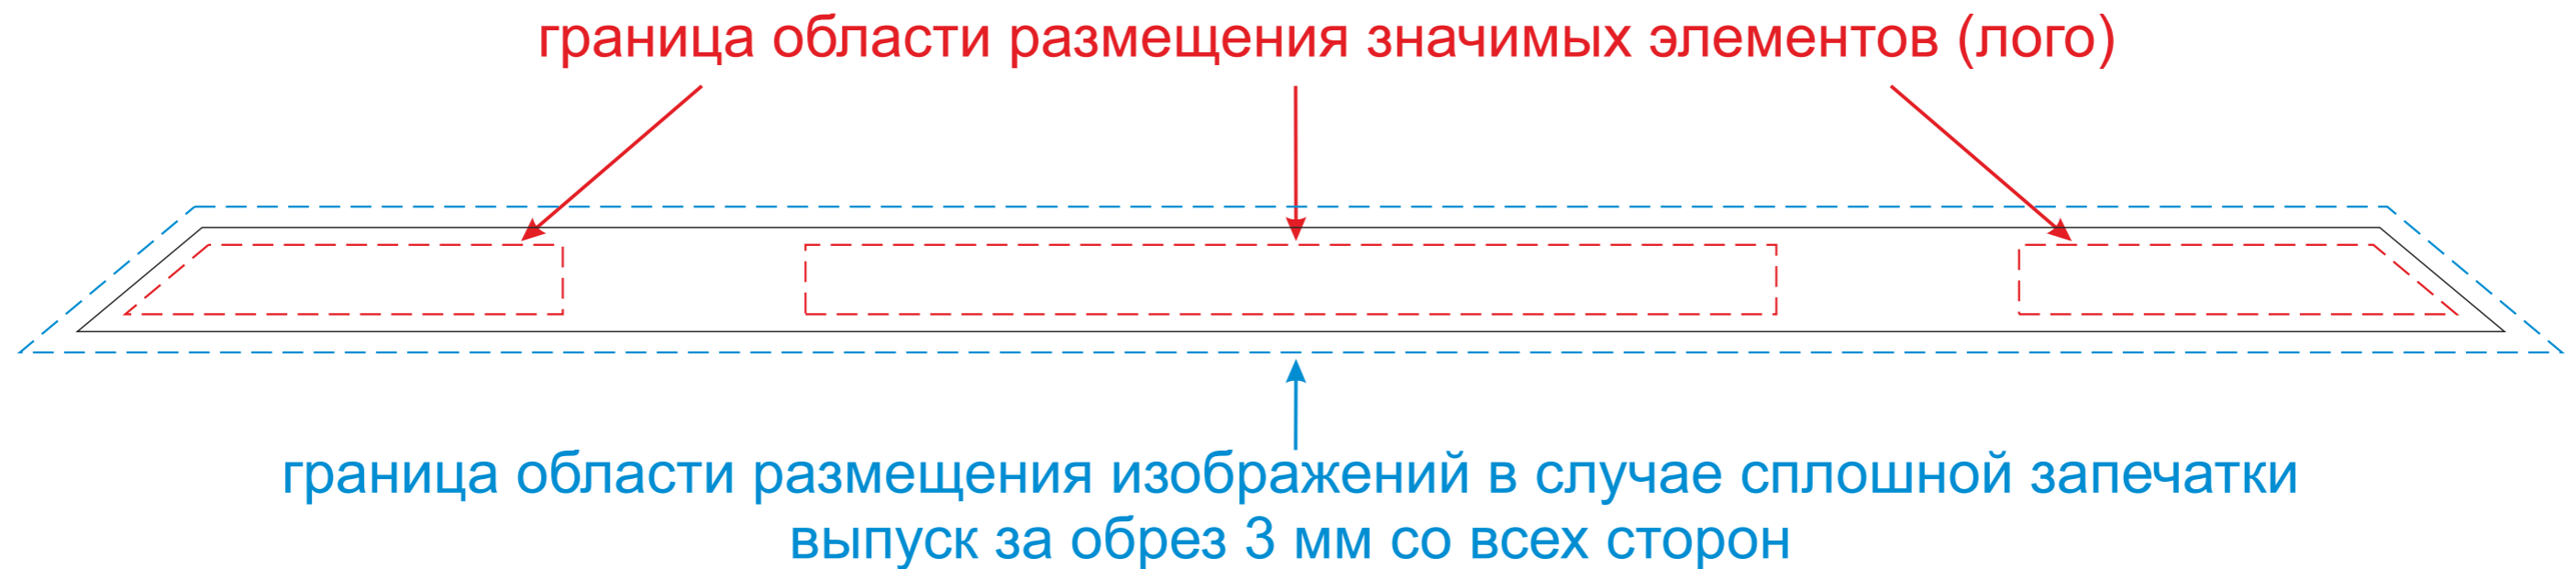 граница области размещения значимых элементов (лого)
граница области размещения изображений в случае сплошной запечатки
выпуск за обрез 3 мм со всех сторон